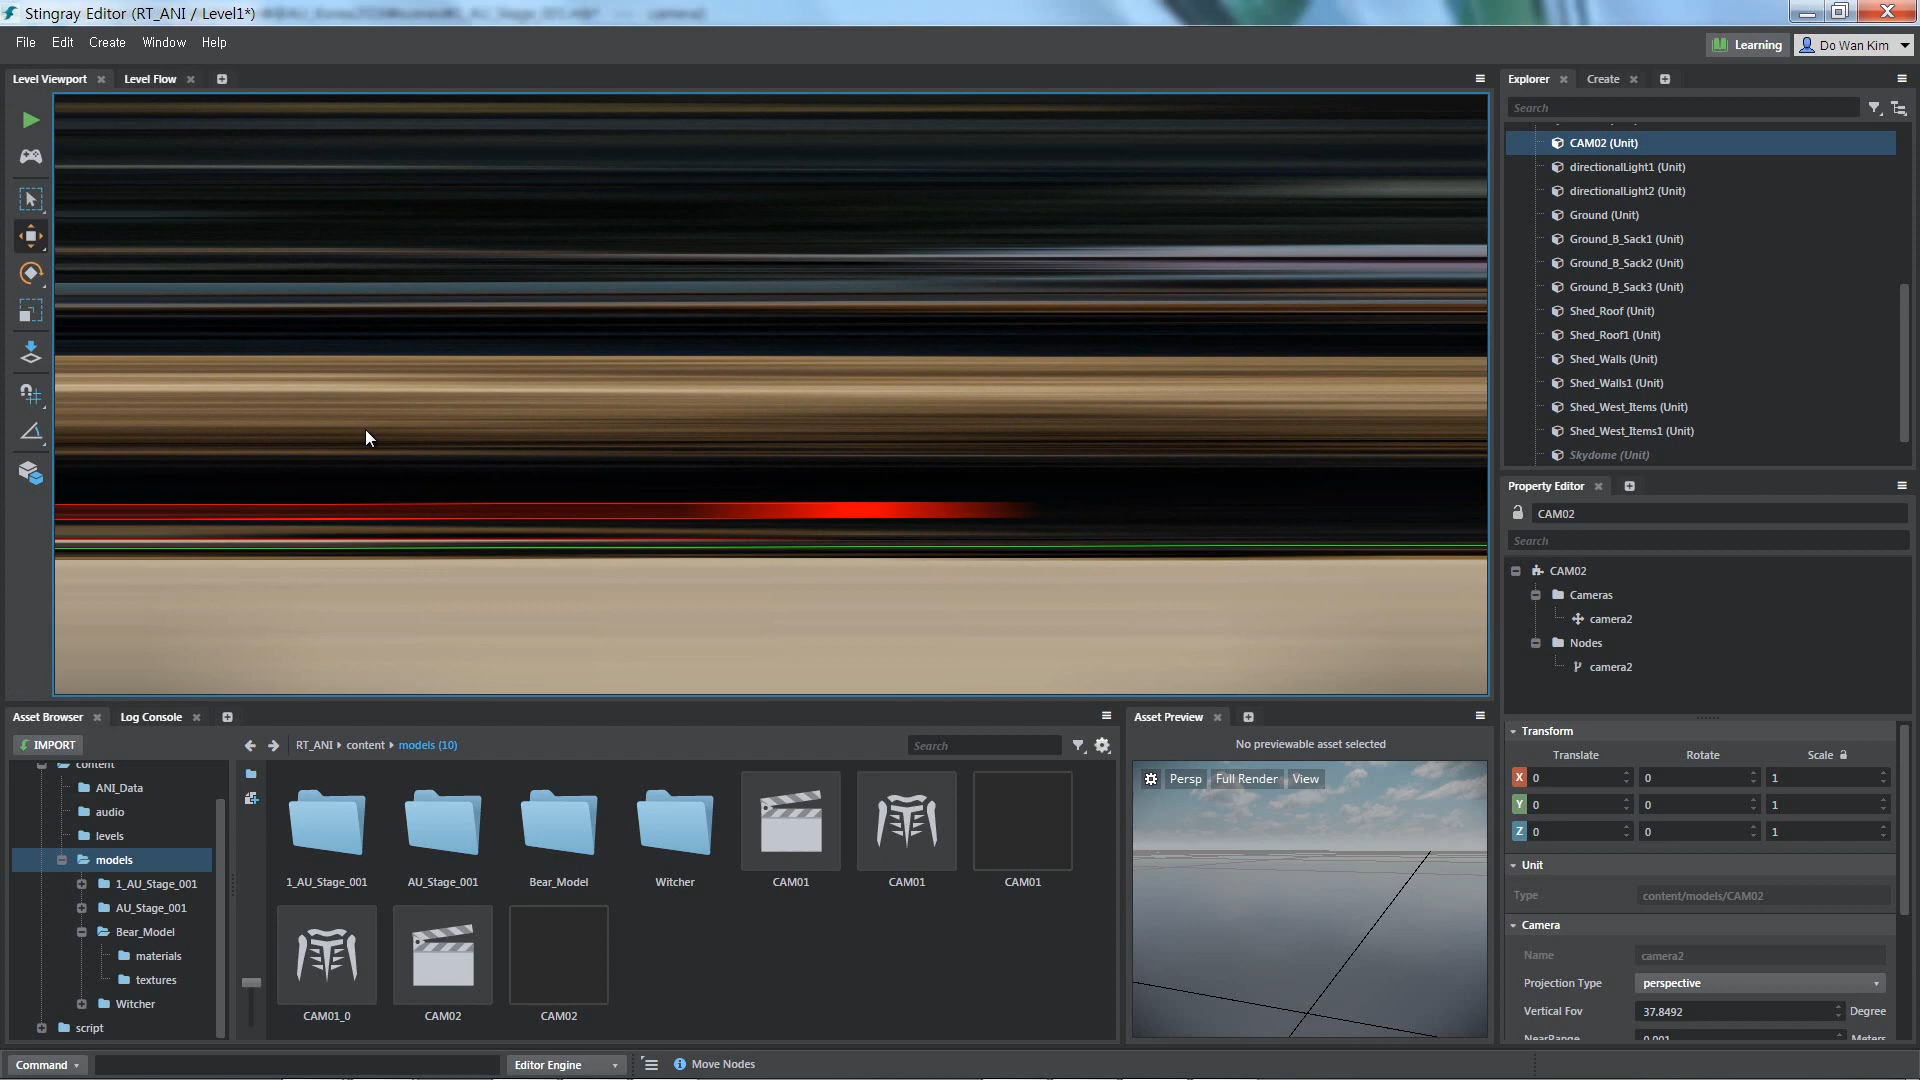 Stingray Editor (RT_ANI / Level1*)
File Edit Create Window Help
Learning
Do Wan Kim
Level Viewport
Level Flow
Explorer
Create
Search
CAM02 (Unit)
directionalLight1 (Unit)
directionalLight2 (Unit)
Ground (Unit)
Ground_B_Sack1 (Unit)
Ground_B_Sack2 (Unit)
Ground_B_Sack3 (Unit)
Shed_Roof (Unit)
Shed_Roof1 (Unit)
Shed_Walls (Unit)
Shed_Walls1 (Unit)
Shed_West_Items (Unit)
Shed_West_Items1 (Unit)
Skydome (Unit)
Property Editor
CAM02
Search
CAM02
Cameras
camera2
Nodes
camera2
Transform
Translate Rotate Scale
X 0 0 1
Y 0 0 1
Z 0 0 1
Unit
Type content/models/CAM02
Camera
Name camera2
Projection Type perspective
Vertical Fov 37.8492 Degree
NearRange 0.001 Meters
Asset Browser
Log Console
IMPORT
RT_ANI content models (10)
Search
content
ANI_Data
audio
levels
models
1_AU_Stage_001
AU_Stage_001
Bear_Model
materials
textures
Witcher
script
1_AU_Stage_001
AU_Stage_001
Bear_Model
Witcher
CAM01
CAM01
CAM01
CAM01_0
CAM02
CAM02
Asset Preview
No previewable asset selected
Persp Full Render View
Command
Editor Engine
Move Nodes